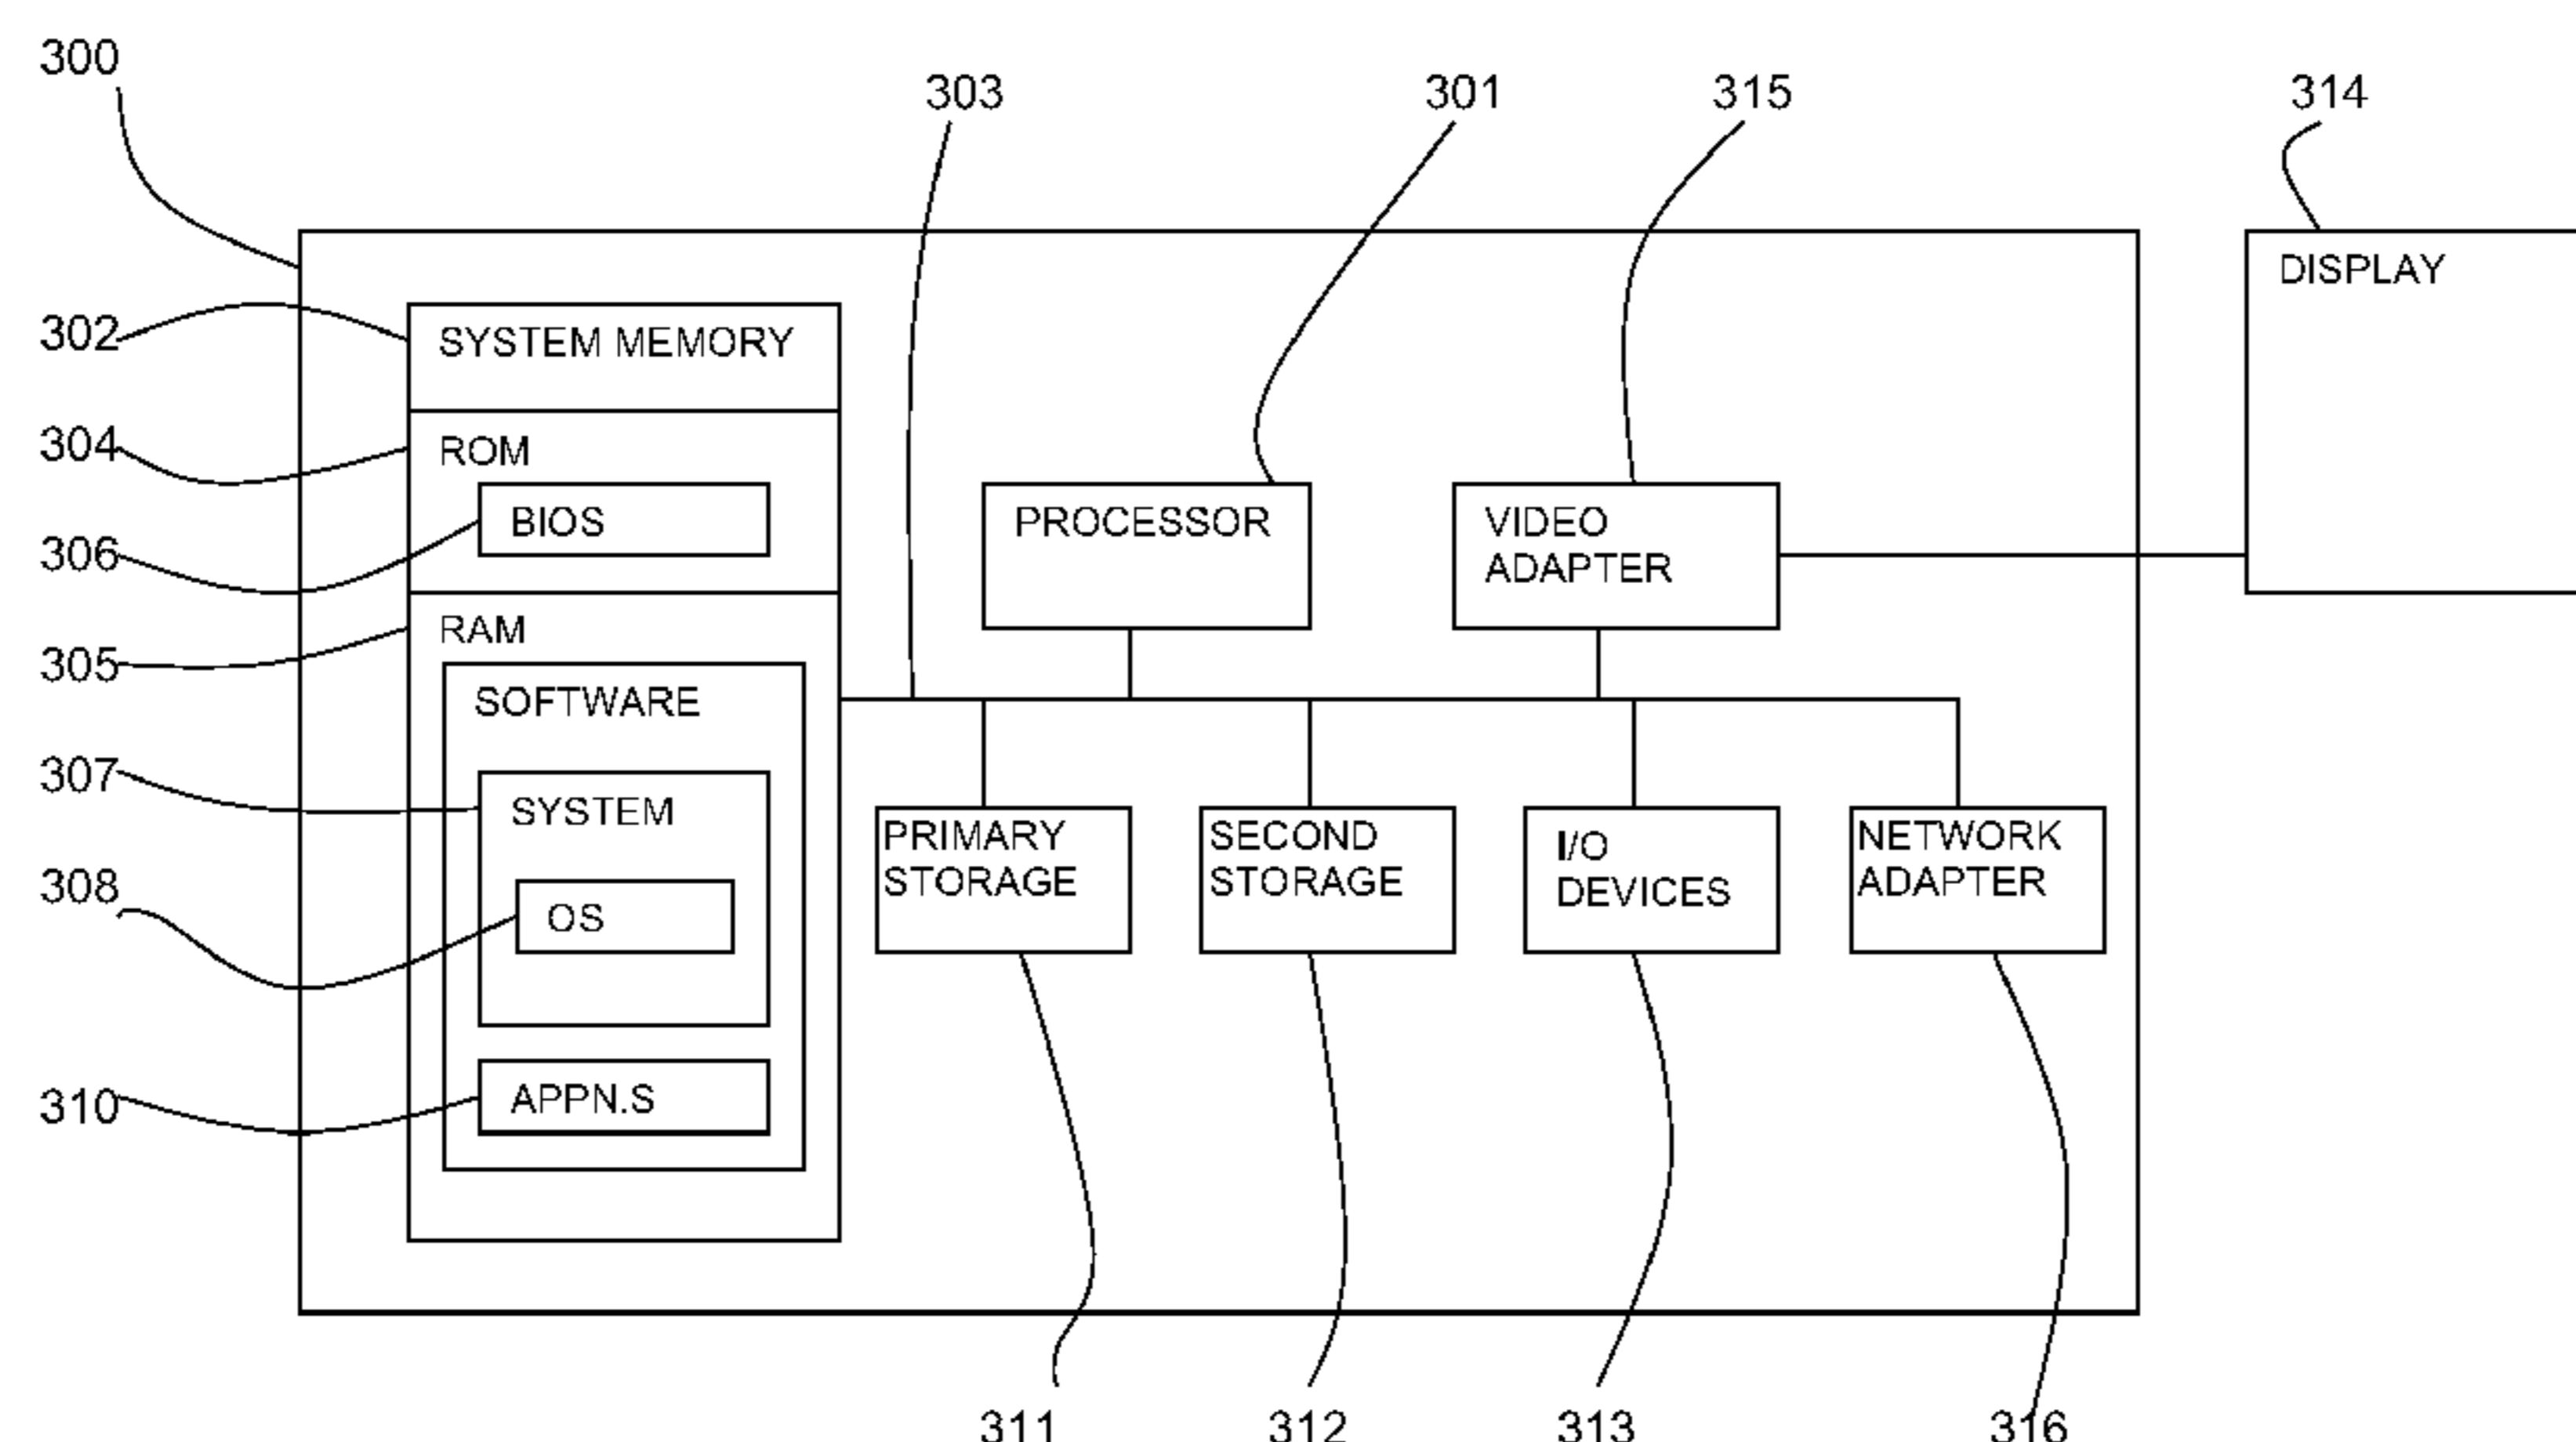 300
303
301
315
314
DISPLAY
302
SYSTEM MEMORY
304
ROM
306
BIOS
PROCESSOR
VIDEO
ADAPTER
305
RAM
SOFTWARE
307
SYSTEM
308
OS
PRIMARY
STORAGE
SECOND
STORAGE
I/O
DEVICES
NETWORK
ADAPTER
310
APPN.S
311
312
313
316